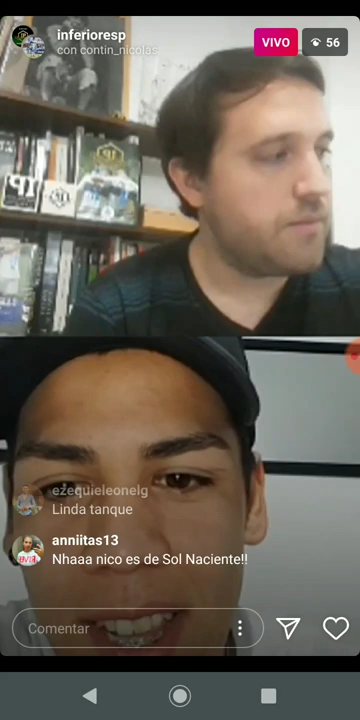 inferioresp
con contin_nicolas.
VIVO
56
ezequieleonelg
Linda tanque
anniitas13
Nhaaa nico es de Sol Naciente!!
Comentar